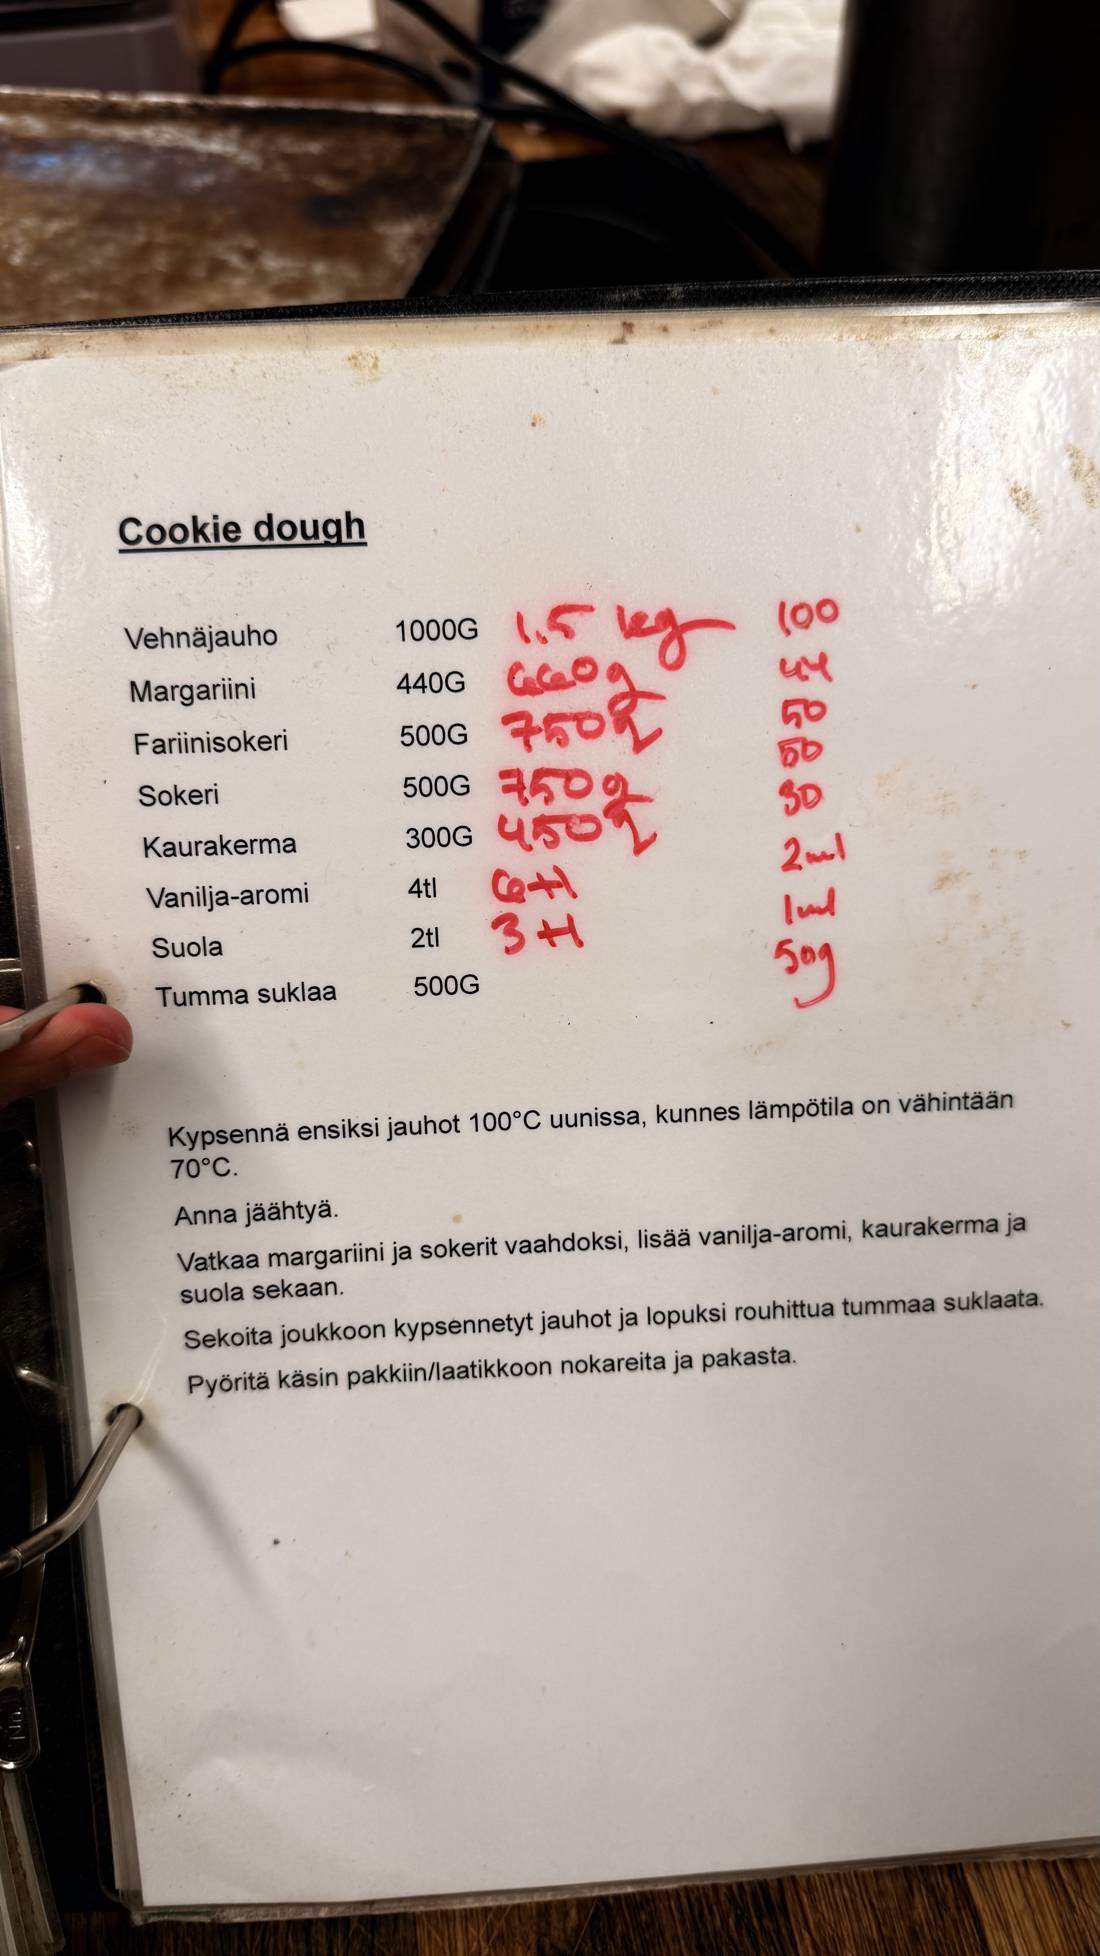 Cookie dough
Vehnäjauho 1000G 1.5 kg 100
Margariini 440G 660g 44
Fariinisokeri 500G 750g 50
Sokeri 500G 750g 50
Kaurakerma 300G 450g 30
Vanilja-aromi 4tl 6tl 2ml
Suola 2tl 3tl 1ml
Tumma suklaa 500G 50g
Kypsennä ensiksi jauhot 100°C uunissa, kunnes lämpötila on vähintään
70°C.
Anna jäähtyä.
Vatkaa margariini ja sokerit vaahdoksi, lisää vanilja-aromi, kaurakerma ja
suola sekaan.
Sekoita joukkoon kypsennetyt jauhot ja lopuksi rouhittua tummaa suklaata.
Pyöritä käsin pakkiin/laatikkoon nokareita ja pakasta.